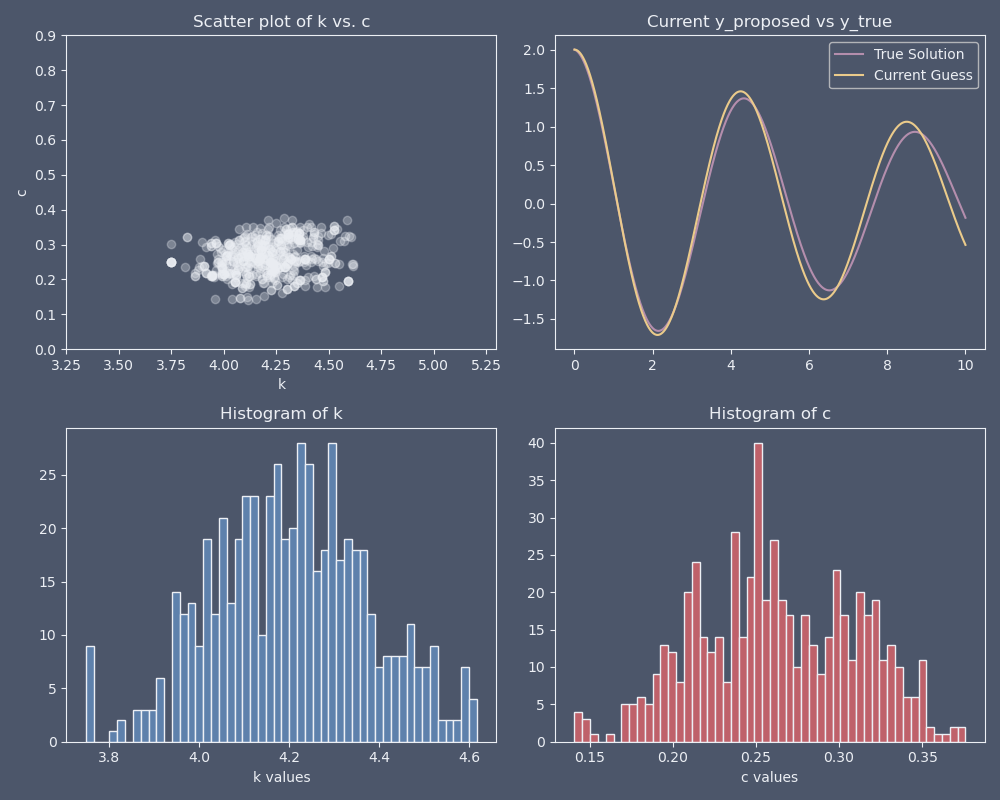 Scatter plot of k vs. c
0.9
0.8
0.7
0.6
0.5
0.4
0.3
0.2
0.1
0.0
c
3.25 3.50 3.75 4.00 4.25 4.50 4.75 5.00 5.25
k
Current y_proposed vs y_true
True Solution
Current Guess
2.0
1.5
1.0
0.5
0.0
−0.5
−1.0
−1.5
0 2 4 6 8 10
Histogram of k
25
20
15
10
5
0
3.8 4.0 4.2 4.4 4.6
k values
Histogram of c
40
35
30
25
20
15
10
5
0
0.15 0.20 0.25 0.30 0.35
c values